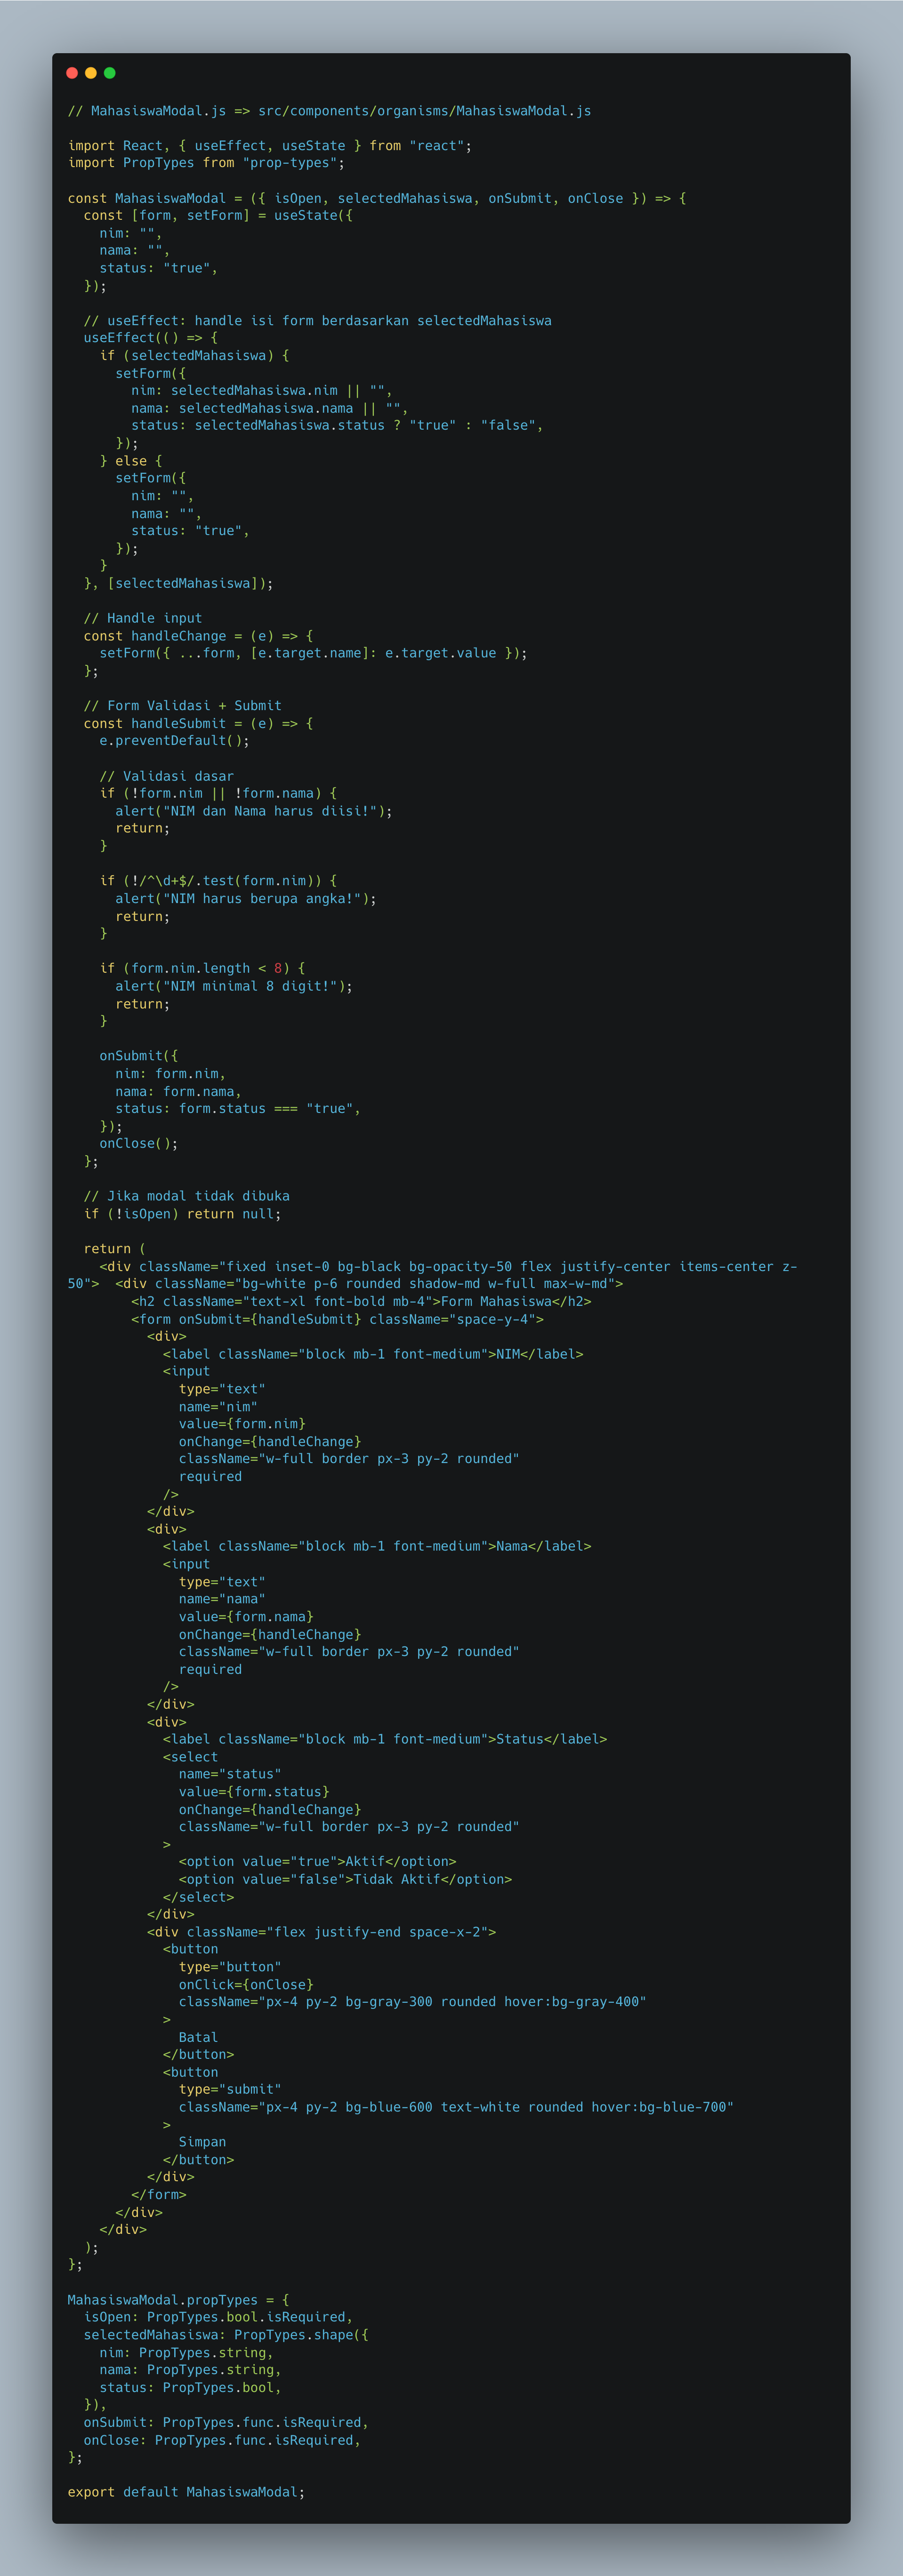 // MahasiswaModal.js => src/components/organisms/MahasiswaModal.js

import React, { useEffect, useState } from "react";
import PropTypes from "prop-types";

const MahasiswaModal = ({ isOpen, selectedMahasiswa, onSubmit, onClose }) => {
  const [form, setForm] = useState({
    nim: "",
    nama: "",
    status: "true",
  });

  // useEffect: handle isi form berdasarkan selectedMahasiswa
  useEffect(() => {
    if (selectedMahasiswa) {
      setForm({
        nim: selectedMahasiswa.nim || "",
        nama: selectedMahasiswa.nama || "",
        status: selectedMahasiswa.status ? "true" : "false",
      });
    } else {
      setForm({
        nim: "",
        nama: "",
        status: "true",
      });
    }
  }, [selectedMahasiswa]);

  // Handle input
  const handleChange = (e) => {
    setForm({ ...form, [e.target.name]: e.target.value });
  };

  // Form Validasi + Submit
  const handleSubmit = (e) => {
    e.preventDefault();

    // Validasi dasar
    if (!form.nim || !form.nama) {
      alert("NIM dan Nama harus diisi!");
      return;
    }

    if (!/^\d+$/.test(form.nim)) {
      alert("NIM harus berupa angka!");
      return;
    }

    if (form.nim.length < 8) {
      alert("NIM minimal 8 digit!");
      return;
    }

    onSubmit({
      nim: form.nim,
      nama: form.nama,
      status: form.status === "true",
    });
    onClose();
  };

  // Jika modal tidak dibuka
  if (!isOpen) return null;

  return (
    <div className="fixed inset-0 bg-black bg-opacity-50 flex justify-center items-center z-
50">  <div className="bg-white p-6 rounded shadow-md w-full max-w-md">
        <h2 className="text-xl font-bold mb-4">Form Mahasiswa</h2>
        <form onSubmit={handleSubmit} className="space-y-4">
          <div>
            <label className="block mb-1 font-medium">NIM</label>
            <input
              type="text"
              name="nim"
              value={form.nim}
              onChange={handleChange}
              className="w-full border px-3 py-2 rounded"
              required
            />
          </div>
          <div>
            <label className="block mb-1 font-medium">Nama</label>
            <input
              type="text"
              name="nama"
              value={form.nama}
              onChange={handleChange}
              className="w-full border px-3 py-2 rounded"
              required
            />
          </div>
          <div>
            <label className="block mb-1 font-medium">Status</label>
            <select
              name="status"
              value={form.status}
              onChange={handleChange}
              className="w-full border px-3 py-2 rounded"
            >
              <option value="true">Aktif</option>
              <option value="false">Tidak Aktif</option>
            </select>
          </div>
          <div className="flex justify-end space-x-2">
            <button
              type="button"
              onClick={onClose}
              className="px-4 py-2 bg-gray-300 rounded hover:bg-gray-400"
            >
              Batal
            </button>
            <button
              type="submit"
              className="px-4 py-2 bg-blue-600 text-white rounded hover:bg-blue-700"
            >
              Simpan
            </button>
          </div>
        </form>
      </div>
    </div>
  );
};

MahasiswaModal.propTypes = {
  isOpen: PropTypes.bool.isRequired,
  selectedMahasiswa: PropTypes.shape({
    nim: PropTypes.string,
    nama: PropTypes.string,
    status: PropTypes.bool,
  }),
  onSubmit: PropTypes.func.isRequired,
  onClose: PropTypes.func.isRequired,
};

export default MahasiswaModal;